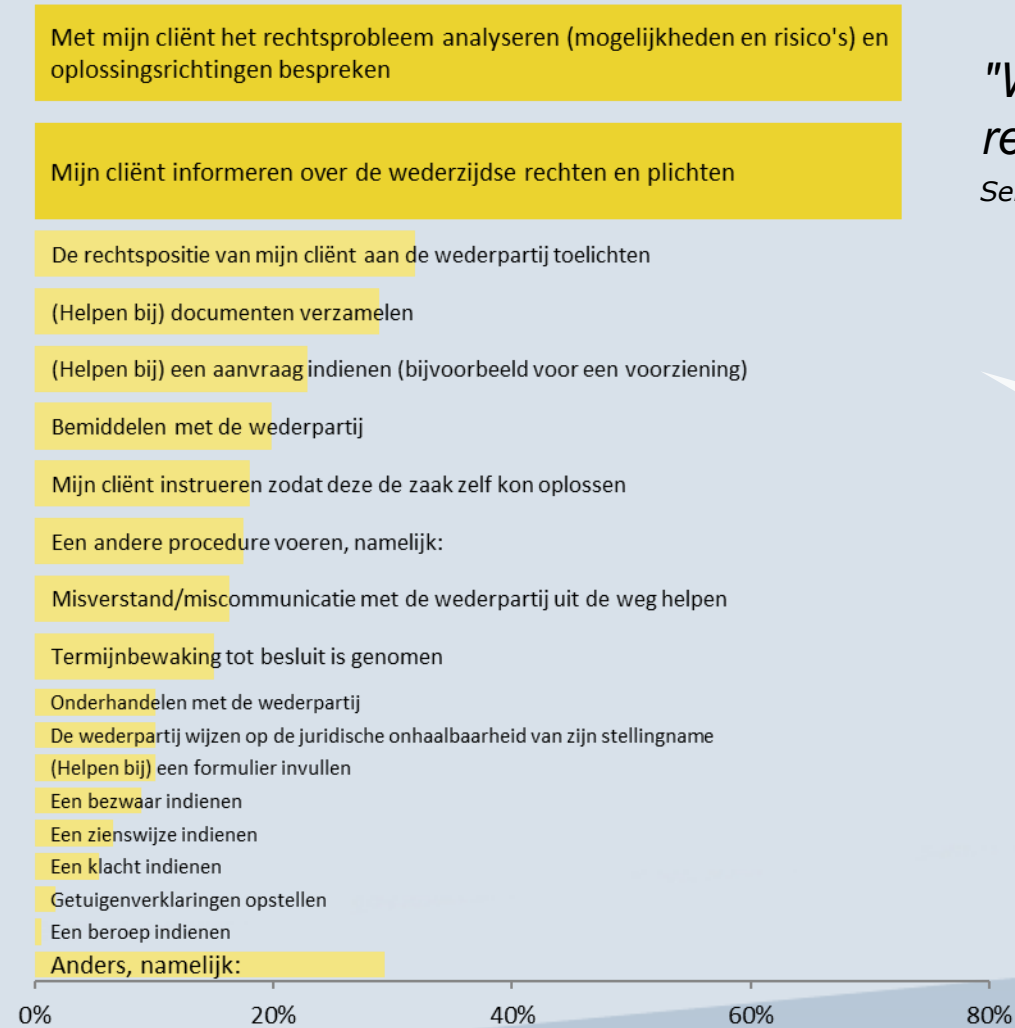 Met mijn cliënt het rechtsprobleem analyseren (mogelijkheden en risico's) en
oplossingsrichtingen bespreken
Mijn cliënt informeren over de wederzijdse rechten en plichten
De rechtspositie van mijn cliënt aan de wederpartij toelichten
(Helpen bij) documenten verzamelen
(Helpen bij) een aanvraag indienen (bijvoorbeeld voor een voorziening)
Bemiddelen met de wederpartij
Mijn cliënt instrueren zodat deze de zaak zelf kon oplossen
Een andere procedure voeren, namelijk:
Misverstand/miscommunicatie met de wederpartij uit de weg helpen
Termijnbewaking tot besluit is genomen
Onderhandelen met de wederpartij
De wederpartij wijzen op de juridische onhaalbaarheid van zijn stellingname
(Helpen bij) een formulier invullen
Een bezwaar indienen
Een zienswijze indienen
Een klacht indienen
Getuigenverklaringen opstellen
Een beroep indienen
Anders, namelijk:
0% 20% 40% 60% 80%